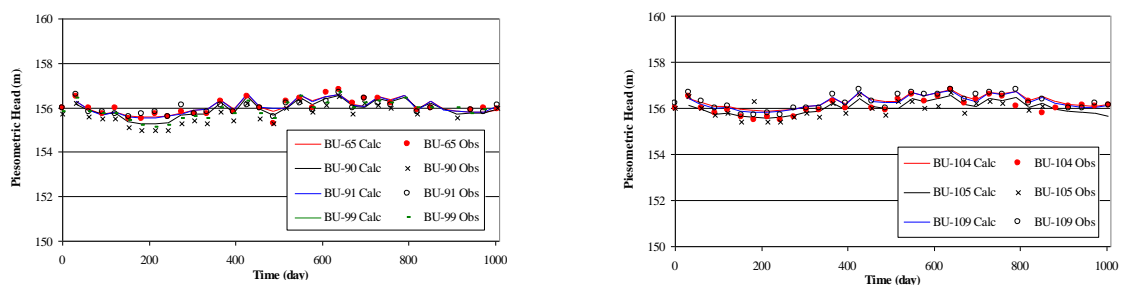 160
158
156
154
152
150
Piesometric Head (m)
BU-65 Calc BU-65 Obs
BU-90 Calc BU-90 Obs
BU-91 Calc BU-91 Obs
BU-99 Calc BU-99 Obs
0 200 400 600 800 1000
Time (day)
160
158
156
154
152
150
Piesometric Head (m)
BU-104 Calc BU-104 Obs
BU-105 Calc BU-105 Obs
BU-109 Calc BU-109 Obs
0 200 400 600 800 1000
Time (day)